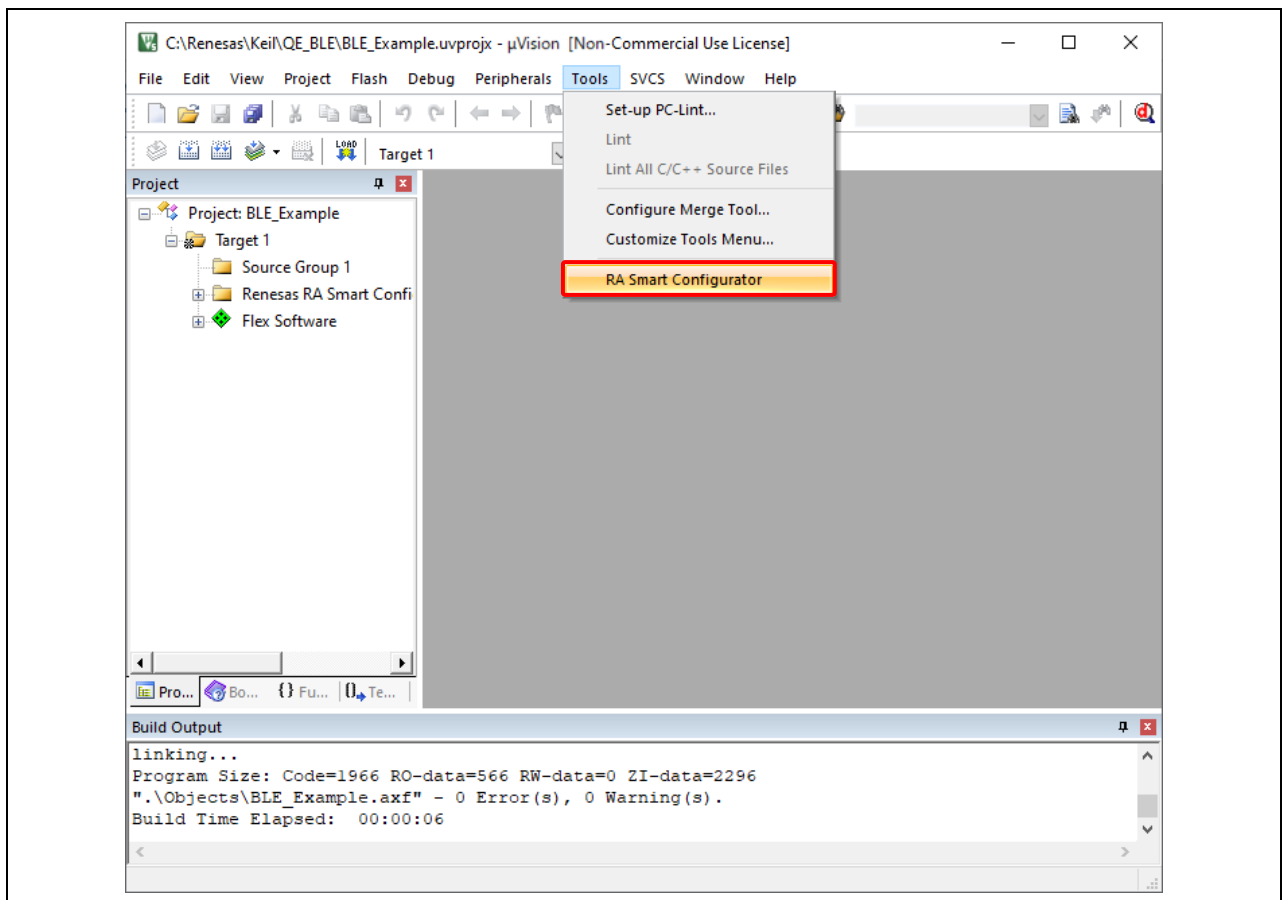 C:\Renesas\Keil\QE_BLE\BLE_Example.uvprojx - µVision [Non-Commercial Use License]
File Edit View Project Flash Debug Peripherals Tools SVCS Window Help
Set-up PC-Lint...
Lint
Lint All C/C++ Source Files
Configure Merge Tool...
Customize Tools Menu...
RA Smart Configurator
LOAD
Target 1
Project
Project: BLE_Example
Target 1
Source Group 1
Renesas RA Smart Confi
Flex Software
Pro... Bo... {} Fu... 0 Te...
Build Output
linking...
Program Size: Code=1966 RO-data=566 RW-data=0 ZI-data=2296
".\Objects\BLE_Example.axf" - 0 Error(s), 0 Warning(s).
Build Time Elapsed:  00:00:06